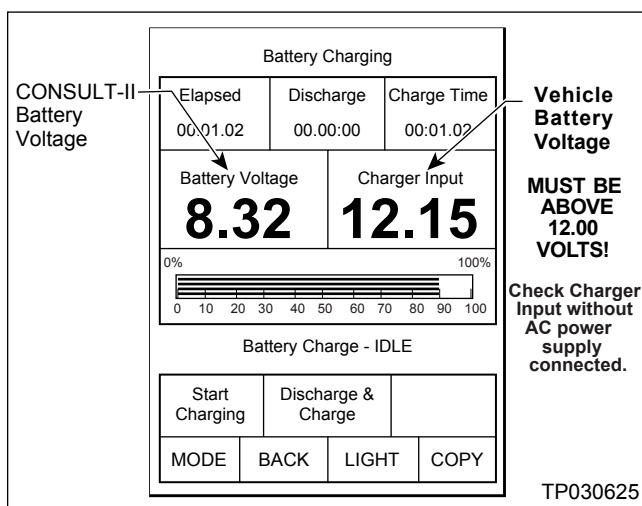 Battery Charging
CONSULT-II
Battery
Voltage
Elapsed
00:01.02
Discharge
00.00:00
Charge Time
00:01.02
Vehicle
Battery
Voltage
MUST BE
ABOVE
12.00
VOLTS!
Check Charger
Input without
AC power
supply
connected.
Battery Voltage
8.32
Charger Input
12.15
0%
100%
0 10 20 30 40 50 60 70 80 90 100
Battery Charge - IDLE
Start
Charging
Discharge &
Charge
MODE
BACK
LIGHT
COPY
TP030625